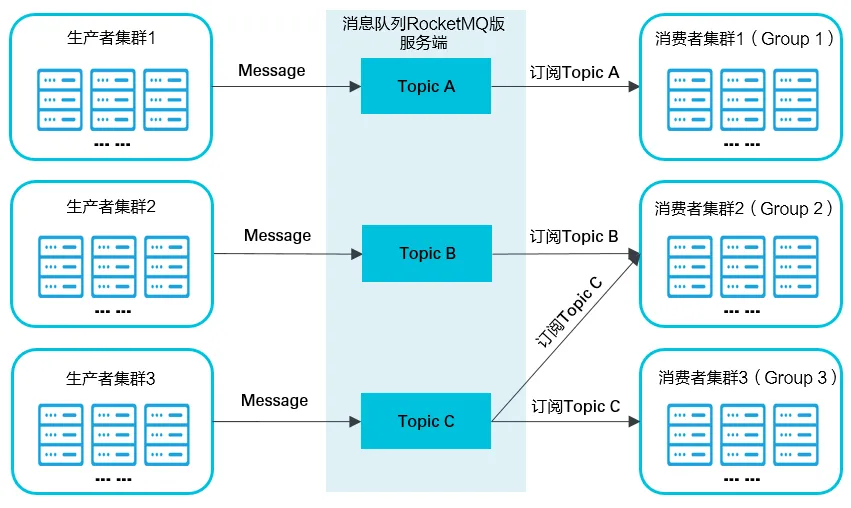 生产者集群1
消息队列RocketMQ版
服务端
消费者集群1（Group 1）
Message
Topic A
订阅Topic A
... ...
... ...
生产者集群2
消费者集群2（Group 2）
Message
Topic B
订阅Topic B
... ...
... ...
订阅Topic C
生产者集群3
消费者集群3（Group 3）
Message
Topic C
订阅Topic C
... ...
... ...